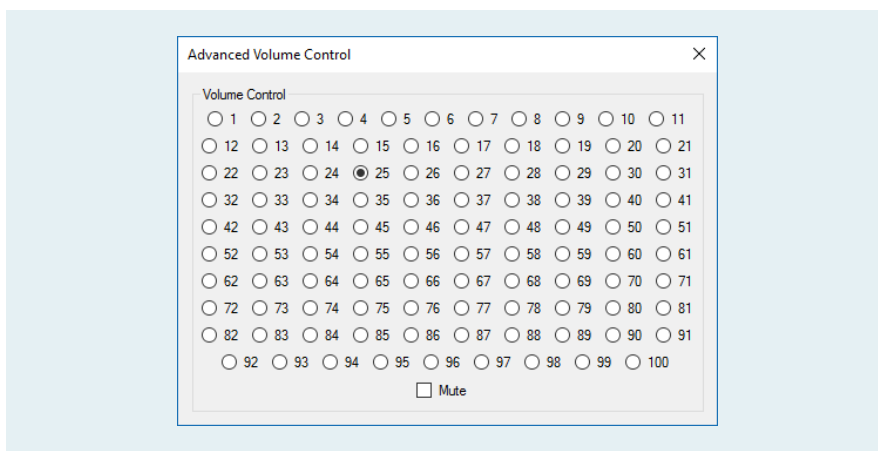 Advanced Volume Control
Volume Control
1 2 3 4 5 6 7 8 9 10 11
12 13 14 15 16 17 18 19 20 21
22 23 24 25 26 27 28 29 30 31
32 33 34 35 36 37 38 39 40 41
42 43 44 45 46 47 48 49 50 51
52 53 54 55 56 57 58 59 60 61
62 63 64 65 66 67 68 69 70 71
72 73 74 75 76 77 78 79 80 81
82 83 84 85 86 87 88 89 90 91
92 93 94 95 96 97 98 99 100
Mute